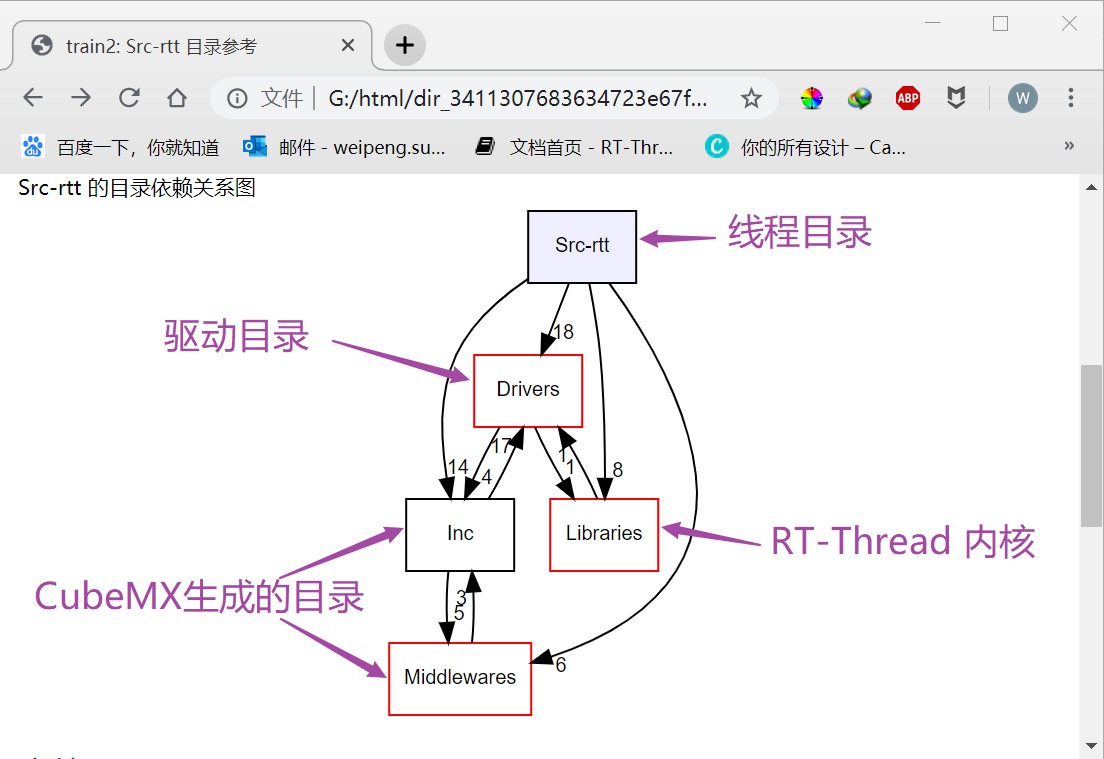 train2: Src-rtt 目录参考
文件 G:/html/dir_3411307683634723e67f...
ABP
W
百度一下，你就知道
邮件 - weipeng.su...
文档首页 - RT-Thr...
你的所有设计 – Ca...
Src-rtt 的目录依赖关系图
Src-rtt
线程目录
驱动目录
18
Drivers
17
1
14
4
1
8
Inc
Libraries
RT-Thread 内核
CubeMX生成的目录
3
5
6
Middlewares